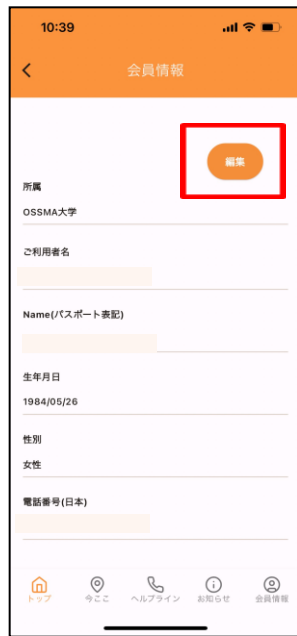 10:39
会員情報
編集
所属
OSSMA大学
ご利用者名
Name(パスポート表記)
生年月日
1984/05/26
性別
女性
電話番号(日本)
トップ
今ここ
ヘルプライン
お知らせ
会員情報